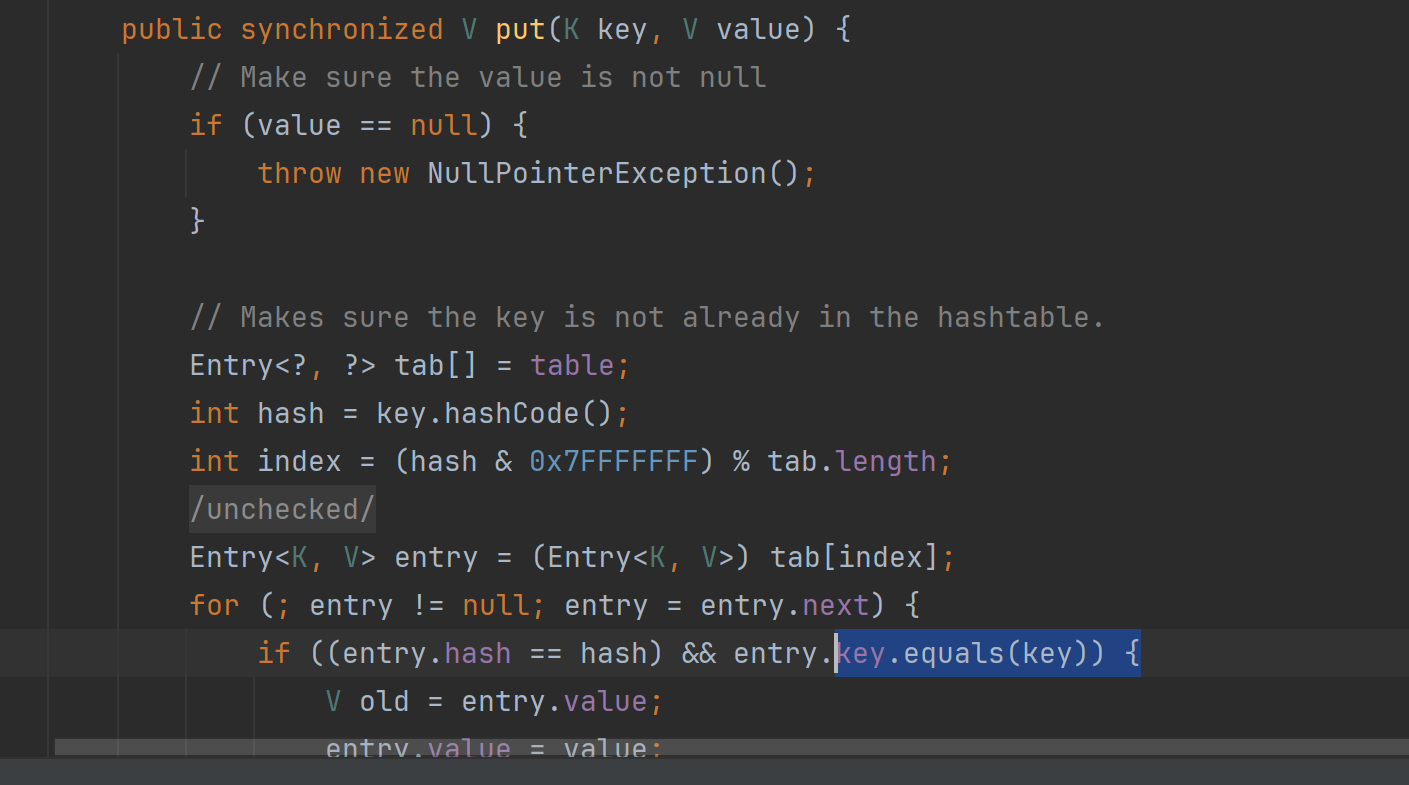 public synchronized V put(K key, V value) {
// Make sure the value is not null
if (value == null) {
throw new NullPointerException();
}
// Makes sure the key is not already in the hashtable.
Entry<?, ?> tab[] = table;
int hash = key.hashCode();
int index = (hash & 0x7FFFFFFF) % tab.length;
/unchecked/
Entry<K, V> entry = (Entry<K, V>) tab[index];
for (; entry != null; entry = entry.next) {
if ((entry.hash == hash) && entry.key.equals(key)) {
V old = entry.value;
entry.value = value;